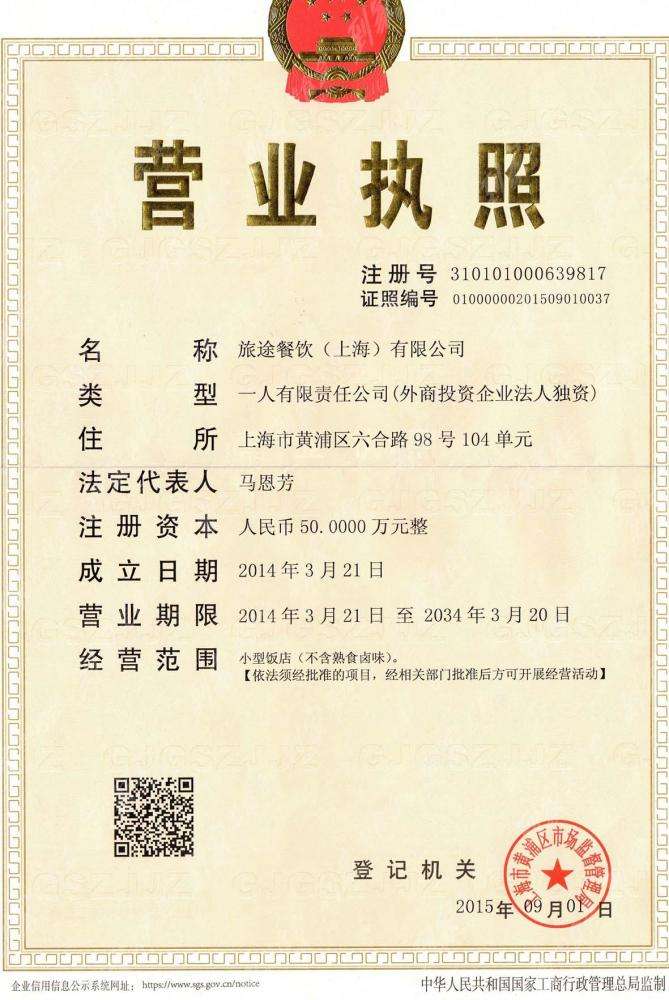 营业执照
注册号 310101000639817
证照编号 01000000201509010037
名称 旅途餐饮（上海）有限公司
类型 一人有限责任公司(外商投资企业法人独资)
住所 上海市黄浦区六合路98号104单元
法定代表人 马恩芳
注册资本 人民币50.0000万元整
成立日期 2014年3月21日
营业期限 2014年3月21日 至 2034年3月20日
经营范围 小型饭店（不含熟食卤味）。
【依法须经批准的项目，经相关部门批准后方可开展经营活动】
登记机关
上海市黄浦区市场监督管理局
2015年09月01日
企业信用信息公示系统网址： https://www.sgs.gov.cn/notice
中华人民共和国国家工商行政管理总局监制